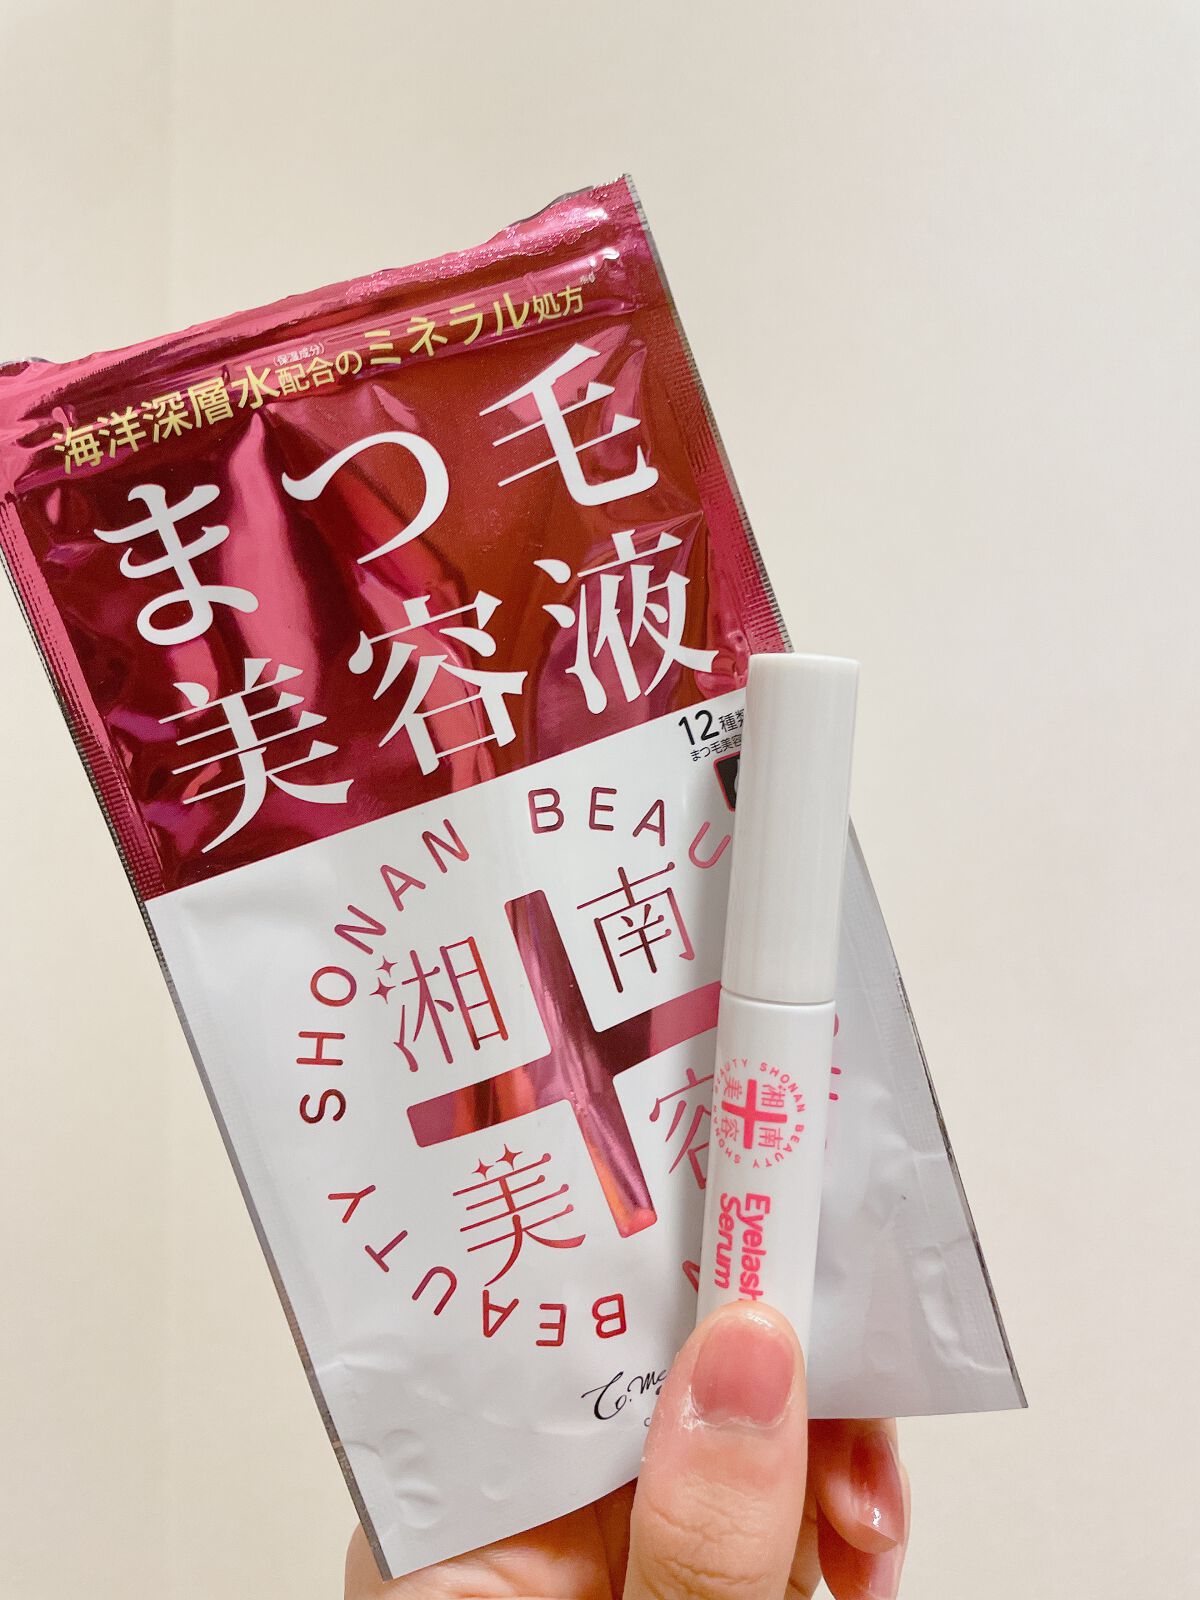 海洋深層水(保湿成分)配合のミネラル処方
まつ毛
美容液
12種類
まつ毛美容
SHONAN BEAU
湘南
美容
BEAUTY
BEAUTY SHONAN BEAUTY SHONAN
湘南
美容
Eyelash
Serum